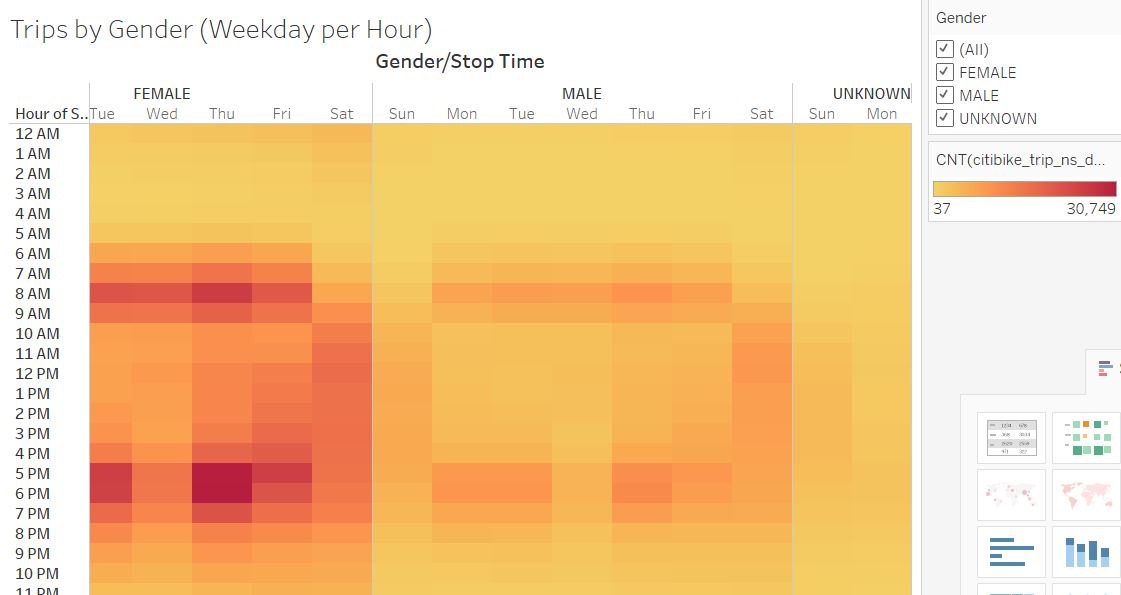 Trips by Gender (Weekday per Hour)
Gender/Stop Time
FEMALE MALE UNKNOWN
Hour of S.. Tue Wed Thu Fri Sat Sun Mon Tue Wed Thu Fri Sat Sun Mon
12 AM
1 AM
2 AM
3 AM
4 AM
5 AM
6 AM
7 AM
8 AM
9 AM
10 AM
11 AM
12 PM
1 PM
2 PM
3 PM
4 PM
5 PM
6 PM
7 PM
8 PM
9 PM
10 PM
11 PM
Gender
(All)
FEMALE
MALE
UNKNOWN
CNT(citibike_trip_ns_d...
37 30,749